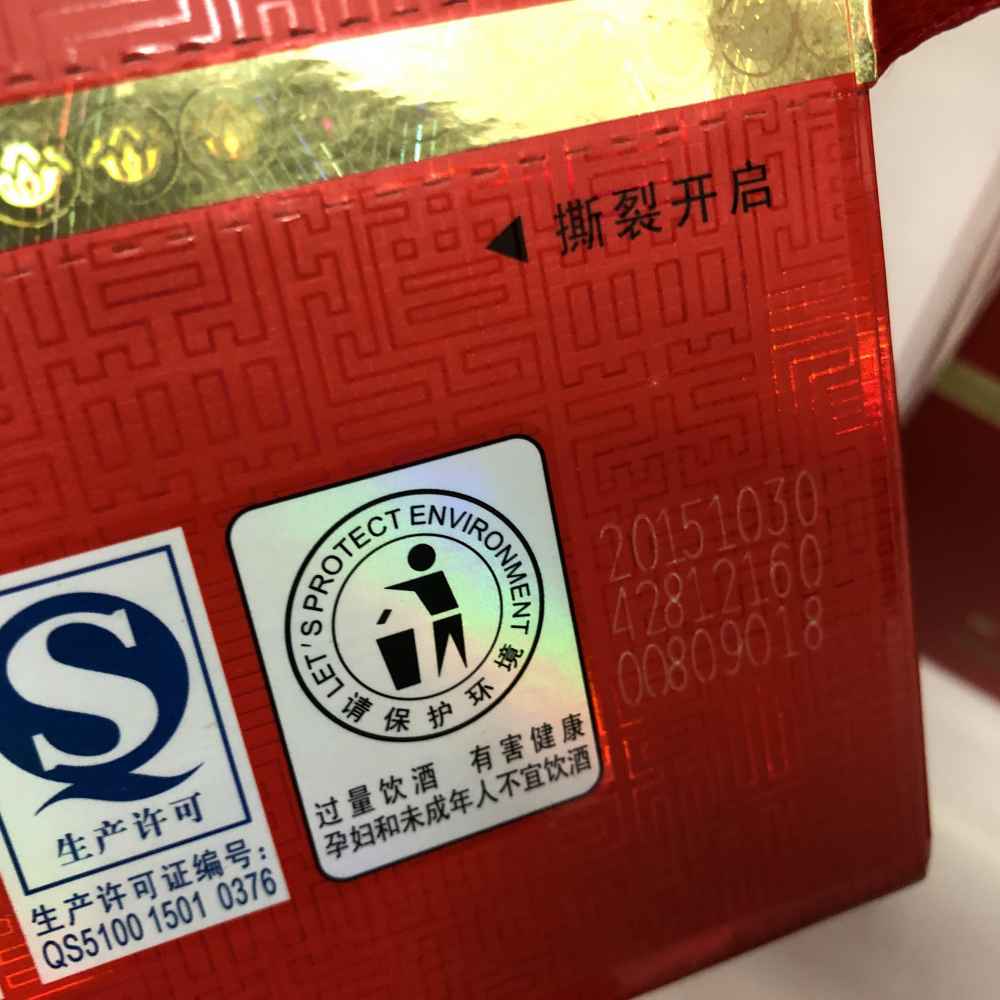 撕裂开启
20151030
42812160
00809018
LET'S PROTECT ENVIRONMENT
请保护环境
过量饮酒 有害健康
孕妇和未成年人不宜饮酒
生产许可
生产许可证编号:
QS5100 1501 0376